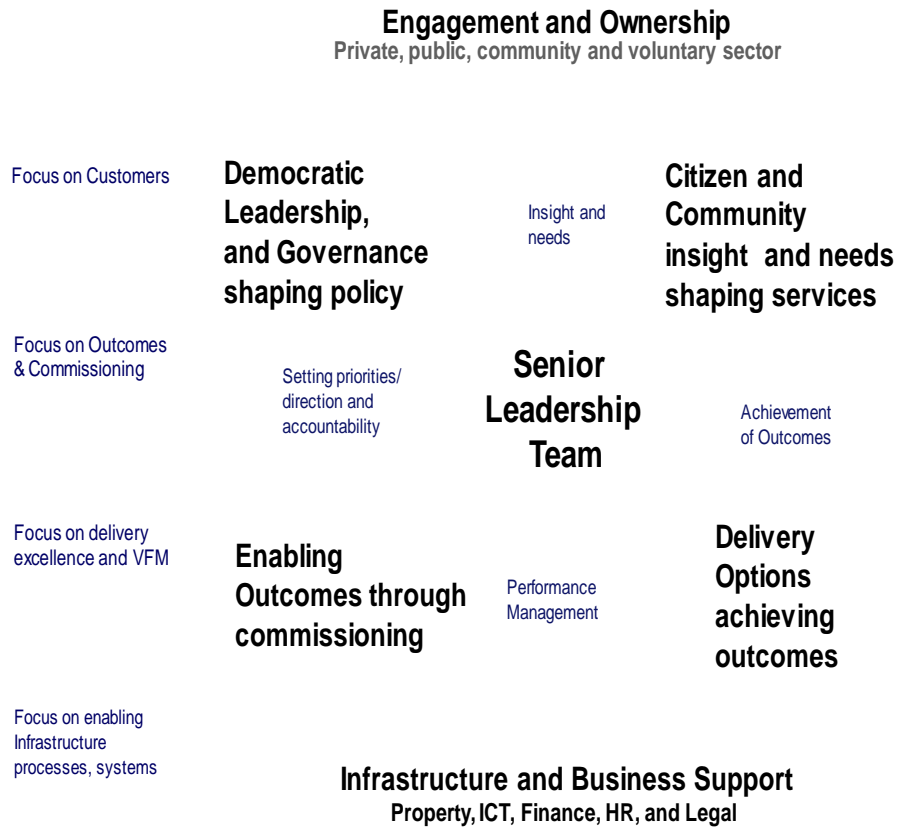 Engagement and Ownership
Private, public, community and voluntary sector
Focus on Customers
Democratic
Leadership,
and Governance
shaping policy
Insight and
needs
Citizen and
Community
insight and needs
shaping services
Focus on Outcomes
& Commissioning
Setting priorities/
direction and
accountability
Senior
Leadership
Team
Achievement
of Outcomes
Focus on delivery
excellence and VFM
Enabling
Outcomes through
commissioning
Performance
Management
Delivery
Options
achieving
outcomes
Focus on enabling
Infrastructure
processes, systems
Infrastructure and Business Support
Property, ICT, Finance, HR, and Legal